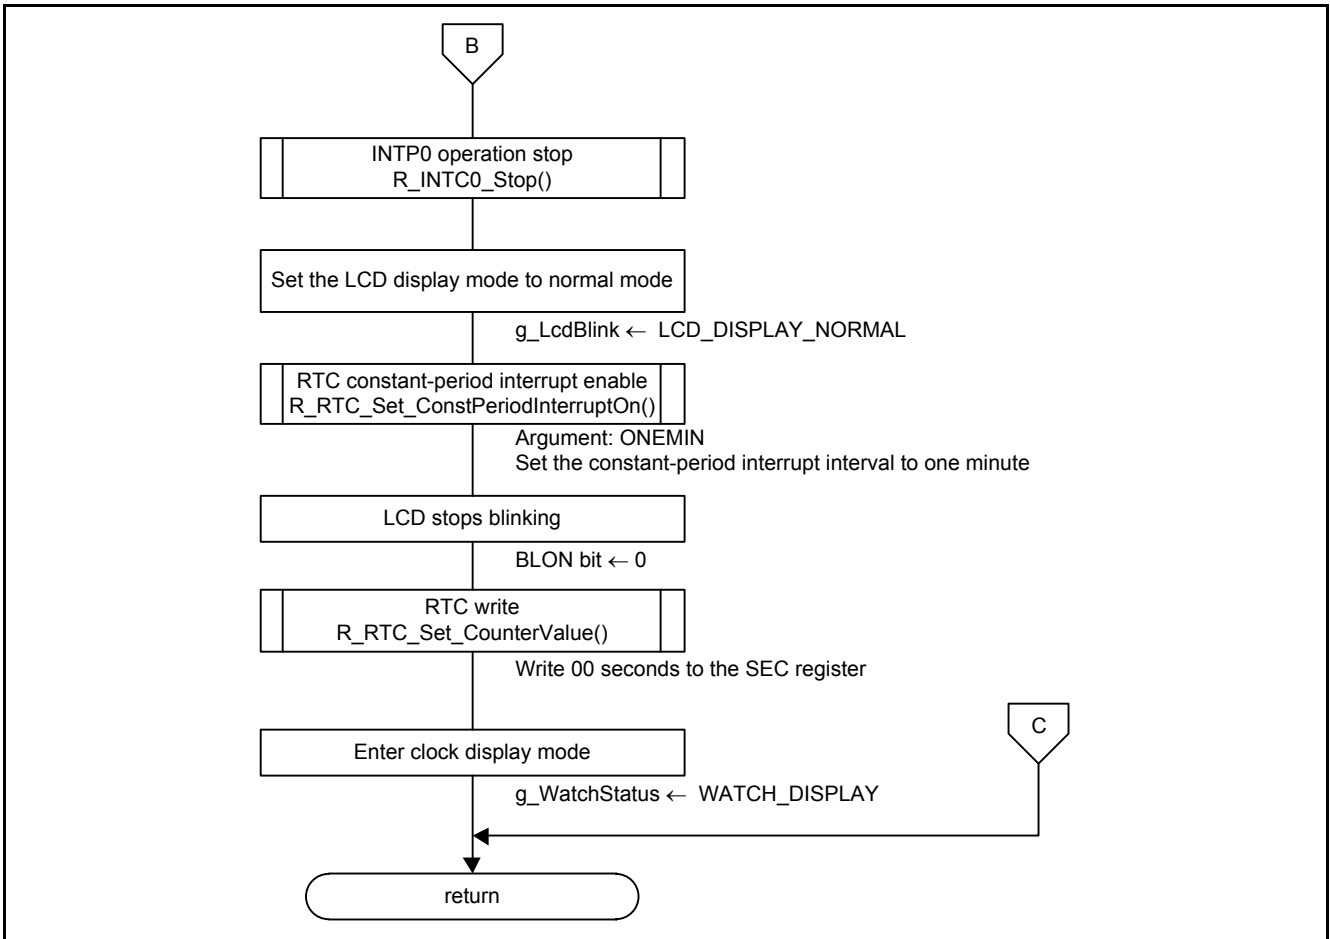 B
INTP0 operation stop
R_INTC0_Stop()
Set the LCD display mode to normal mode
g_LcdBlink ← LCD_DISPLAY_NORMAL
RTC constant-period interrupt enable
R_RTC_Set_ConstPeriodInterruptOn()
Argument: ONEMIN
Set the constant-period interrupt interval to one minute
LCD stops blinking
BLON bit ← 0
RTC write
R_RTC_Set_CounterValue()
Write 00 seconds to the SEC register
C
Enter clock display mode
g_WatchStatus ← WATCH_DISPLAY
return